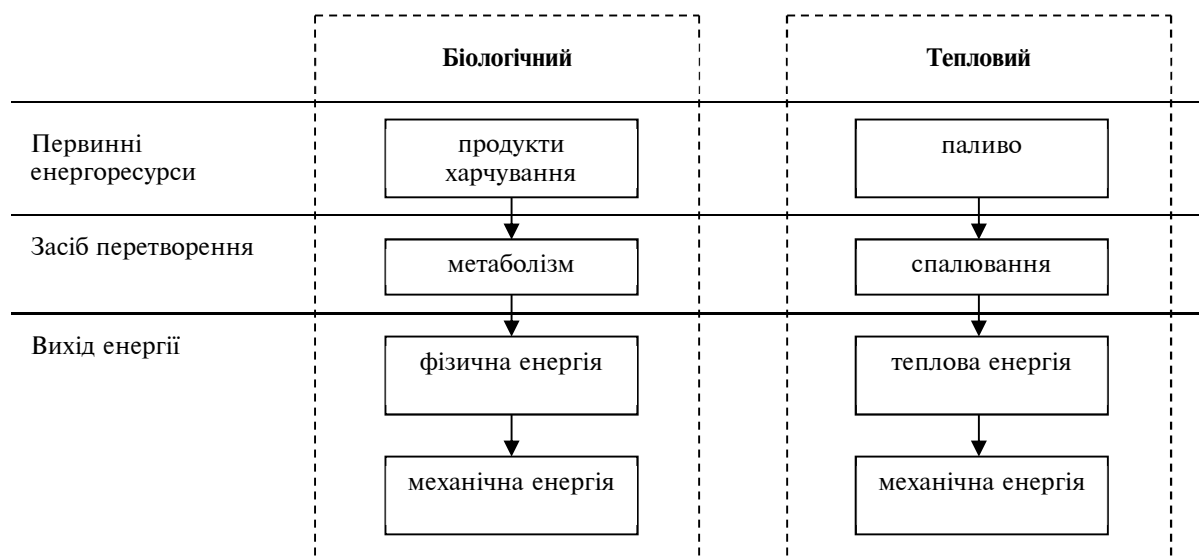 Біологічний
Тепловий
Первинні
енергоресурси
продукти
харчування
паливо
Засіб перетворення
метаболізм
спалювання
Вихід енергії
фізична енергія
теплова енергія
механічна енергія
механічна енергія